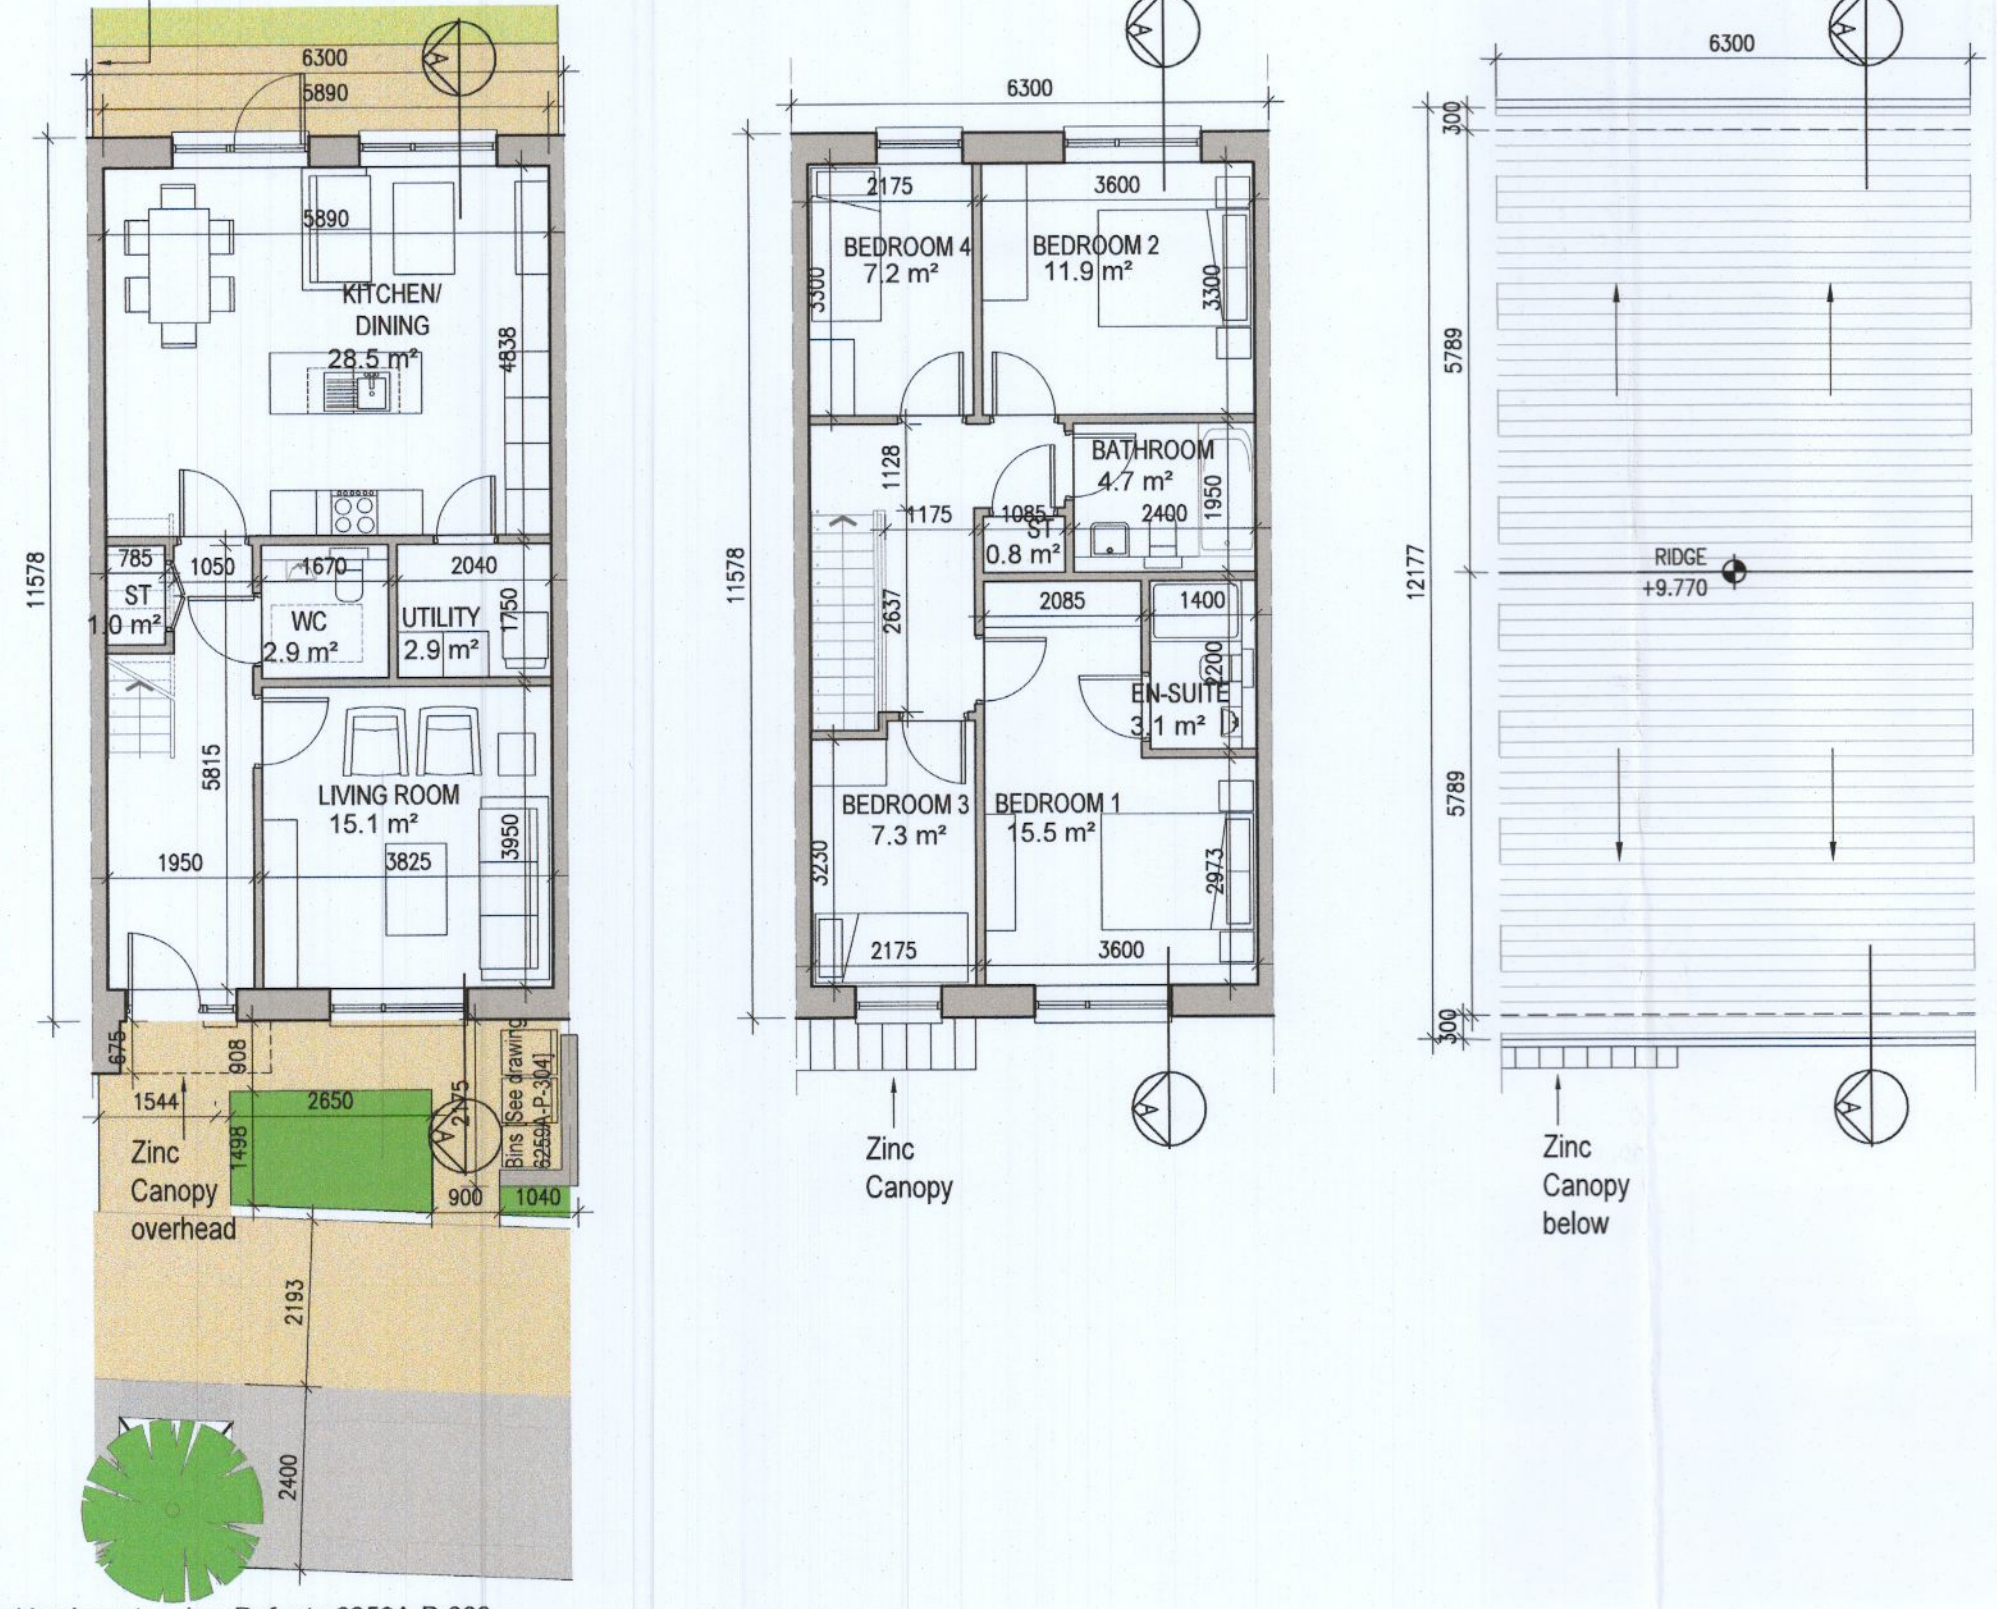 6300
5890
5890
KITCHEN/
DINING
28.5 m²
4838
11578
785
1050
1670
2040
ST
1.0 m²
WC
2.9 m²
UTILITY
2.9 m²
1750
5815
LIVING ROOM
15.1 m²
1950
3825
3950
675
908
1544
2650
1498
2175
Bins [See drawing
6259A-P-304]
900
1040
Zinc
Canopy
overhead
2193
2400
A
A
6300
A
2175
3600
BEDROOM 4
7.2 m²
BEDROOM 2
11.9 m²
3300
3300
11578
1128
BATHROOM
4.7 m²
1950
1175
1085
2400
ST
0.8 m²
2637
2085
1400
2200
EN-SUITE
3.1 m²
BEDROOM 3
7.3 m²
BEDROOM 1
15.5 m²
3230
2973
2175
3600
Zinc
Canopy
A
6300
A
300
5789
12177
RIDGE
+9.770
5789
300
Zinc
Canopy
below
A